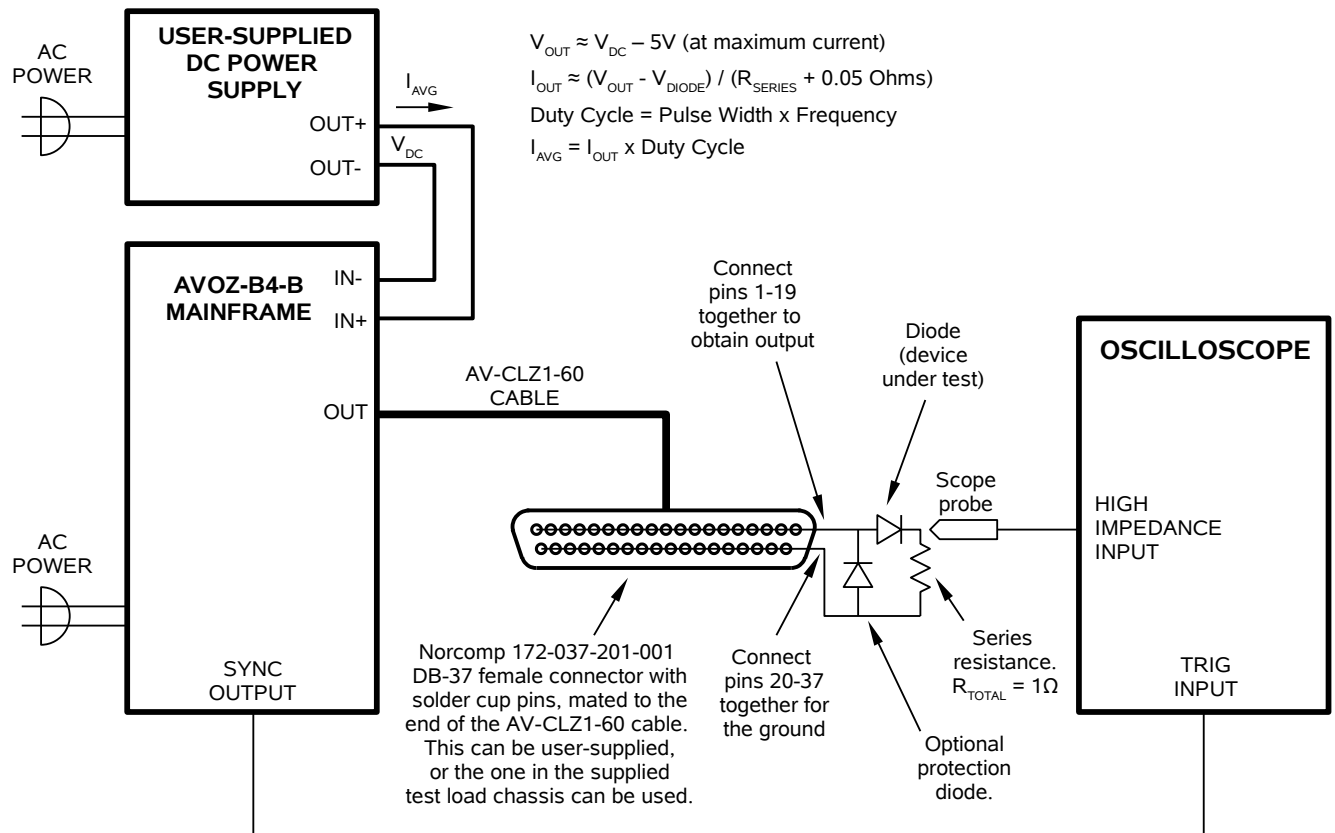 AC
POWER
USER-SUPPLIED
DC POWER
SUPPLY
OUT+
OUT-
I_AVG
V_DC
V_OUT ≈ V_DC – 5V (at maximum current)
I_OUT ≈ (V_OUT - V_DIODE) / (R_SERIES + 0.05 Ohms)
Duty Cycle = Pulse Width x Frequency
I_AVG = I_OUT x Duty Cycle
AVOZ-B4-B
MAINFRAME
IN-
IN+
OUT
AC
POWER
SYNC
OUTPUT
AV-CLZ1-60
CABLE
Connect
pins 1-19
together to
obtain output
Diode
(device
under test)
Scope
probe
OSCILLOSCOPE
HIGH
IMPEDANCE
INPUT
TRIG
INPUT
Norcomp 172-037-201-001
DB-37 female connector with
solder cup pins, mated to the
end of the AV-CLZ1-60 cable.
This can be user-supplied,
or the one in the supplied
test load chassis can be used.
Connect
pins 20-37
together for
the ground
Series
resistance.
R_TOTAL = 1Ω
Optional
protection
diode.